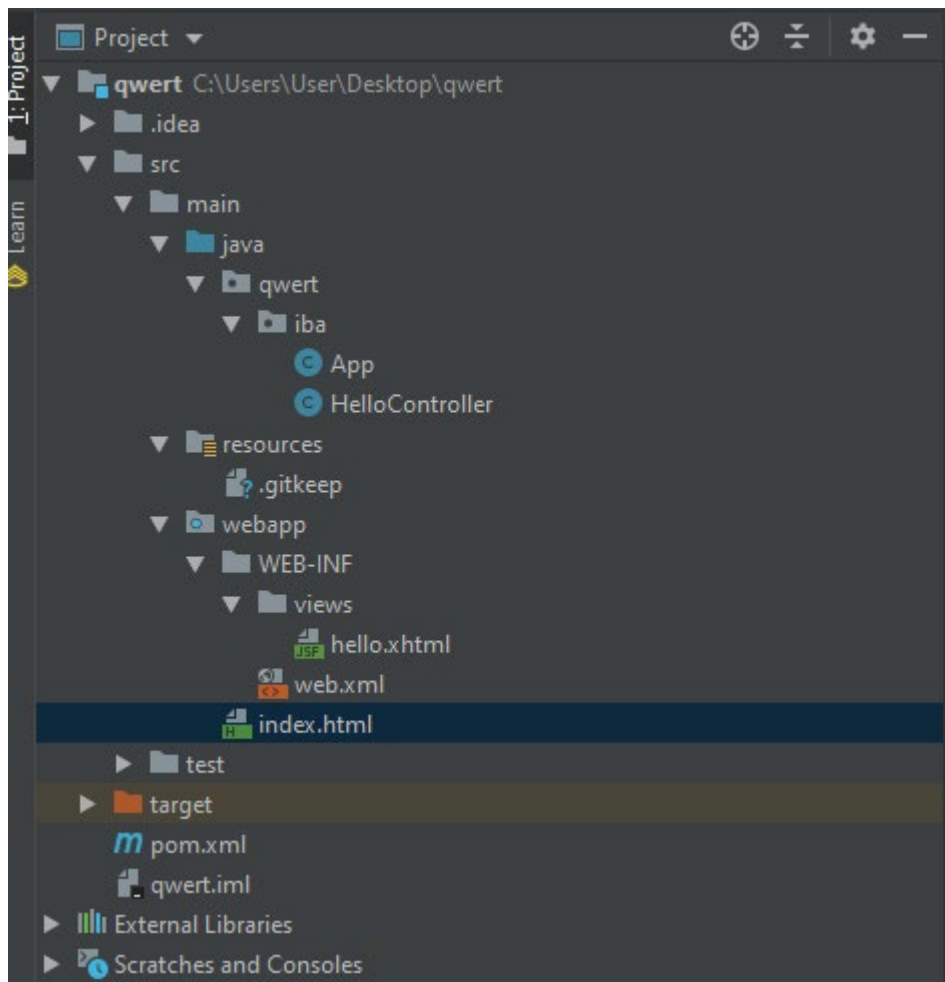 Project
1: Project
Learn
qwert C:\Users\User\Desktop\qwert
.idea
src
main
java
qwert
iba
C App
C HelloController
resources
? .gitkeep
webapp
WEB-INF
views
JSF hello.xhtml
<> web.xml
H index.html
test
target
m pom.xml
qwert.iml
External Libraries
Scratches and Consoles